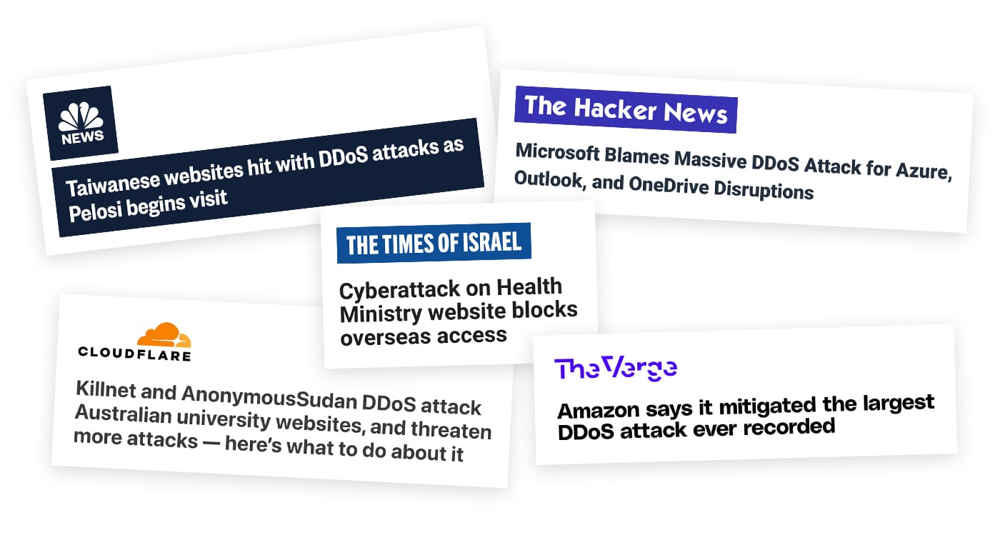 NEWS
Taiwanese websites hit with DDoS attacks as
Pelosi begins visit
The Hacker News
Microsoft Blames Massive DDoS Attack for Azure,
Outlook, and OneDrive Disruptions
THE TIMES OF ISRAEL
Cyberattack on Health
Ministry website blocks
overseas access
CLOUDFLARE
Killnet and AnonymousSudan DDoS attack
Australian university websites, and threaten
more attacks — here’s what to do about it
The Verge
Amazon says it mitigated the largest
DDoS attack ever recorded